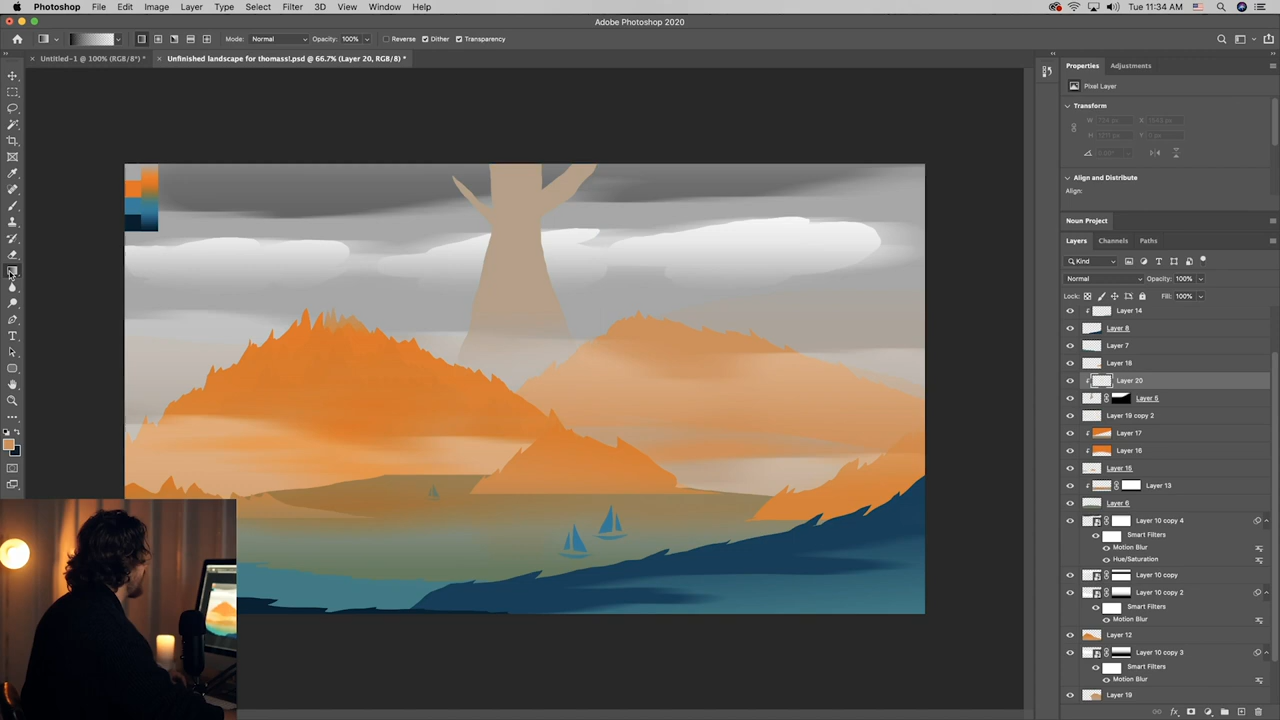 Photoshop File Edit Image Layer Type Select Filter 3D View Window Help Tue 11:34 AM
Adobe Photoshop 2020
Mode: Normal Opacity: 100% Reverse Dither Transparency
Untitled-1 @ 100% (RGB/8*) * Unfinished landscape for thomass!.psd @ 66.7% (Layer 20, RGB/8) *
Properties Adjustments
Pixel Layer
Transform
Align and Distribute
Align:
Noun Project
Layers Channels Paths
Kind
Normal Opacity: 100%
Lock: Fill: 100%
Layer 14
Layer 8
Layer 7
Layer 18
Layer 20
Layer 5
Layer 19 copy 2
Layer 17
Layer 16
Layer 15
Layer 13
Layer 6
Layer 10 copy 4
Smart Filters
Motion Blur
Hue/Saturation
Layer 10 copy
Layer 10 copy 2
Smart Filters
Motion Blur
Layer 12
Layer 10 copy 3
Smart Filters
Motion Blur
Layer 19